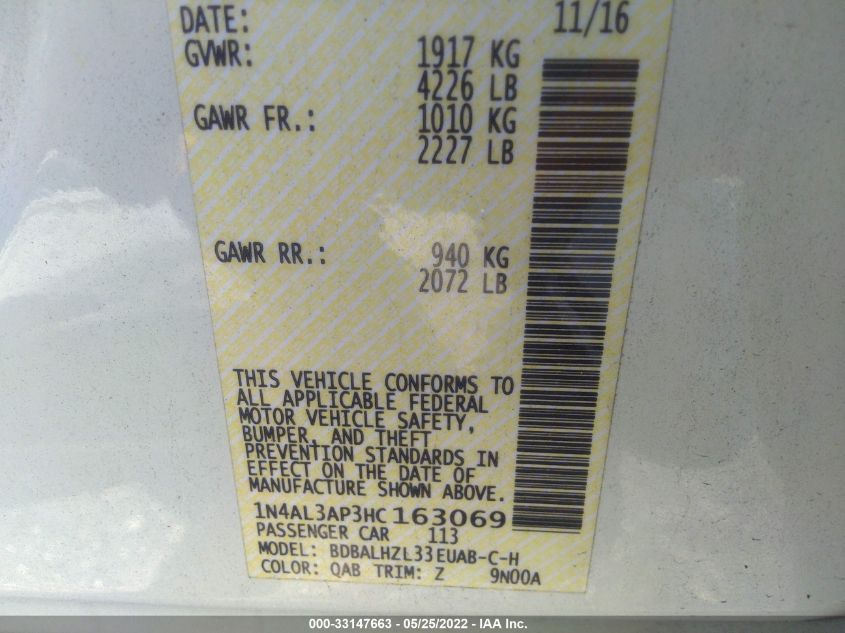 DATE: 11/16
GVWR: 1917 KG
4226 LB
GAWR FR.: 1010 KG
2227 LB
GAWR RR.: 940 KG
2072 LB
THIS VEHICLE CONFORMS TO
ALL APPLICABLE FEDERAL
MOTOR VEHICLE SAFETY,
BUMPER, AND THEFT
PREVENTION STANDARDS IN
EFFECT ON THE DATE OF
MANUFACTURE SHOWN ABOVE.
1N4AL3AP3HC163069
PASSENGER CAR 113
MODEL: BDBALHZL33EUAB-C-H
COLOR: QAB TRIM: Z 9N00A
000-33147663 - 05/25/2022 - IAA Inc.